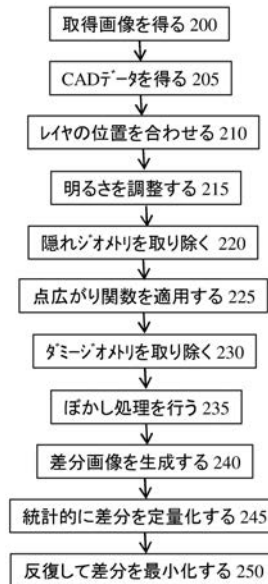 取得画像を得る 200
CADデータを得る 205
レイヤの位置を合わせる 210
明るさを調整する 215
隠れジオメトリを取り除く 220
点広がり関数を適用する 225
ダミージオメトリを取り除く 230
ぼかし処理を行う 235
差分画像を生成する 240
統計的に差分を定量化する 245
反復して差分を最小化する 250